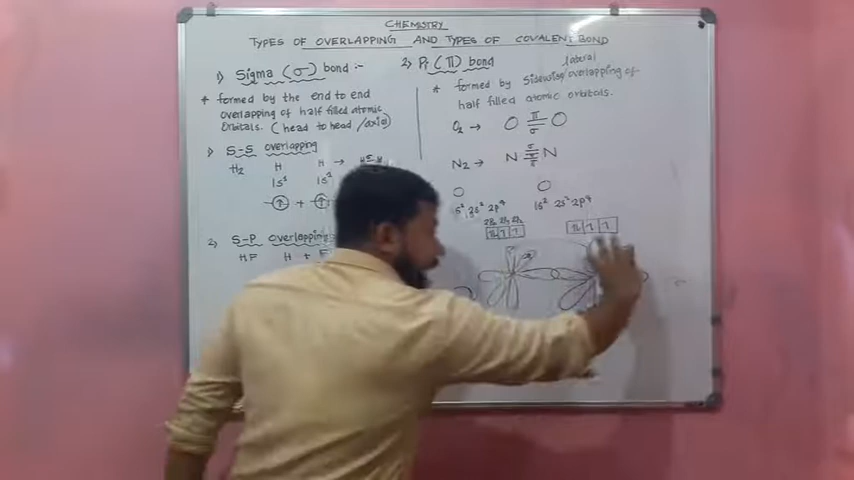 CHEMISTRY
TYPES OF OVERLAPPING AND TYPES OF COVALENT BOND
1) Sigma (σ) bond :-
* formed by the end to end
overlapping of half filled atomic
orbitals. (head to head /axial)
1) S-S overlapping
H₂ H H → H
1s¹ 1s¹
+
2) S-P overlapping
HF H +
2) Pi (π) bond
lateral
* formed by sidewise/overlapping of
half filled atomic orbitals.
O₂ → O π σ O
N₂ → N N
O O
1s² 2s² 2p⁴ 1s² 2s² 2p⁴